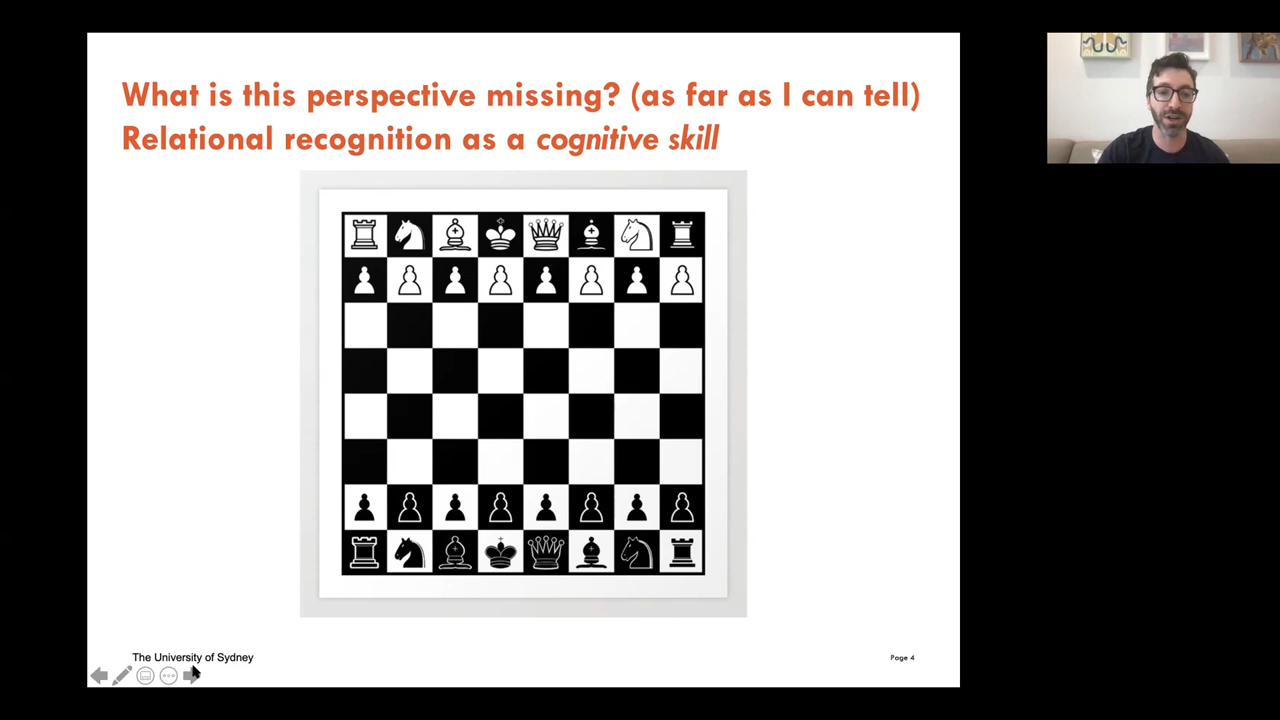 What is this perspective missing? (as far as I can tell)
Relational recognition as a cognitive skill
The University of Sydney
Page 4